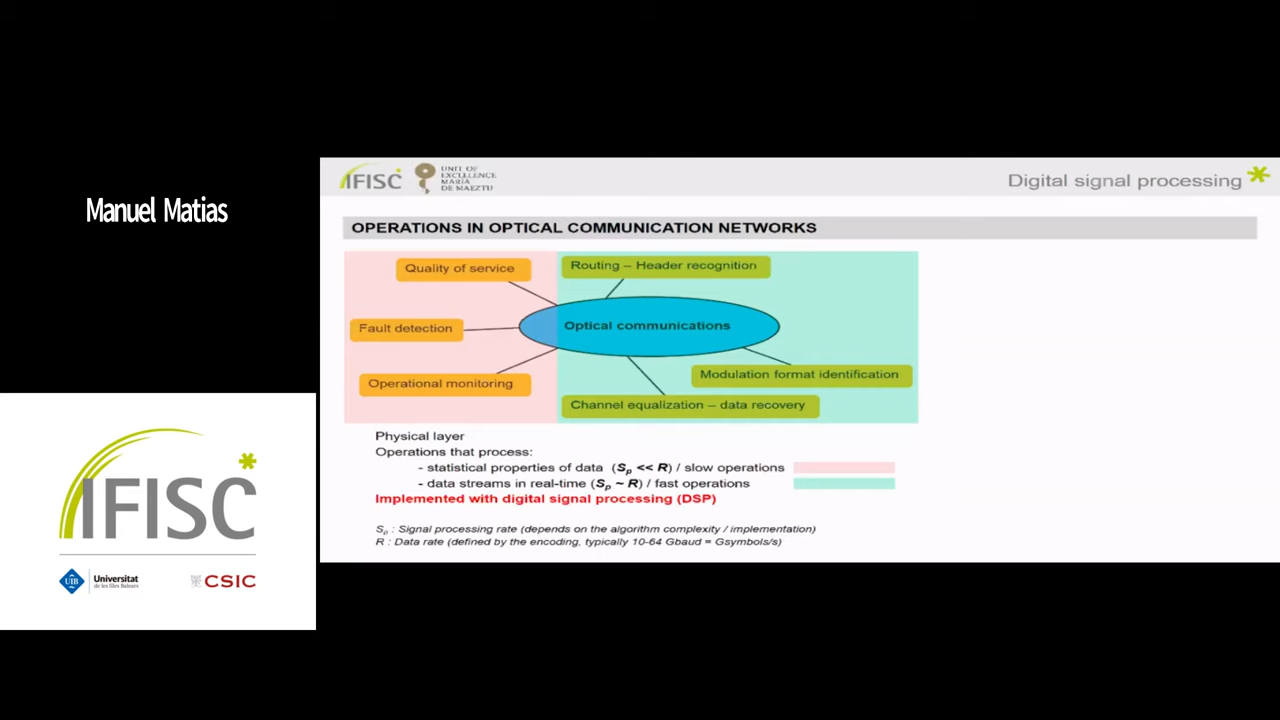 Manuel Matias
IFISC
UIB Universitat
de les Illes Balears
CSIC
IFISC
UNIT OF
EXCELLENCE
MARÍA
DE MAEZTU
Digital signal processing
OPERATIONS IN OPTICAL COMMUNICATION NETWORKS
Quality of service
Routing – Header recognition
Fault detection
Optical communications
Operational monitoring
Modulation format identification
Channel equalization – data recovery
Physical layer
Operations that process:
- statistical properties of data (Sp << R) / slow operations
- data streams in real-time (Sp ~ R) / fast operations
Implemented with digital signal processing (DSP)
Sp : Signal processing rate (depends on the algorithm complexity / implementation)
R : Data rate (defined by the encoding, typically 10-64 Gbaud = Gsymbols/s)